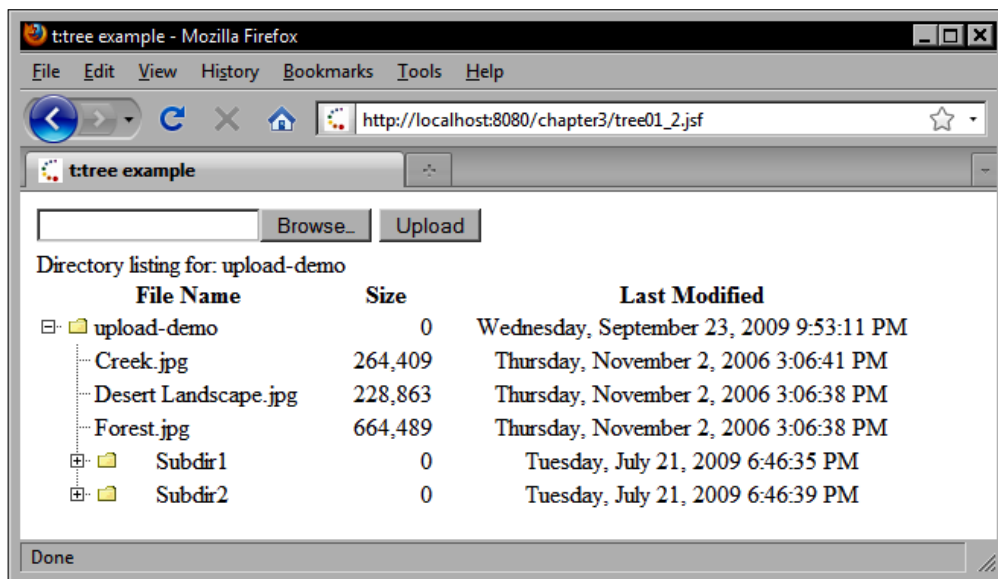 t:tree example - Mozilla Firefox
File Edit View History Bookmarks Tools Help
http://localhost:8080/chapter3/tree01_2.jsf
t:tree example
Browse... Upload
Directory listing for: upload-demo
File Name Size Last Modified
upload-demo 0 Wednesday, September 23, 2009 9:53:11 PM
Creek.jpg 264,409 Thursday, November 2, 2006 3:06:41 PM
Desert Landscape.jpg 228,863 Thursday, November 2, 2006 3:06:38 PM
Forest.jpg 664,489 Thursday, November 2, 2006 3:06:38 PM
Subdir1 0 Tuesday, July 21, 2009 6:46:35 PM
Subdir2 0 Tuesday, July 21, 2009 6:46:39 PM
Done